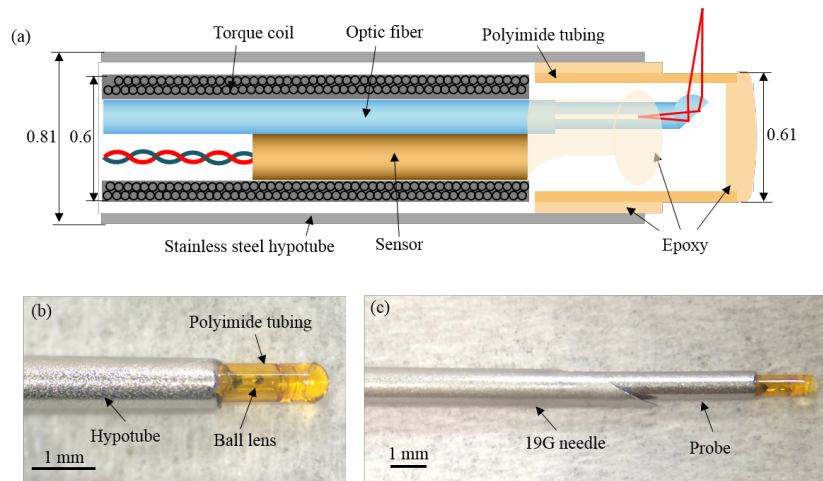 (a)
Torque coil
Optic fiber
Polyimide tubing
0.81
0.6
0.61
Stainless steel hypotube
Sensor
Epoxy
(b)
Polyimide tubing
Hypotube
Ball lens
1 mm
(c)
19G needle
Probe
1 mm